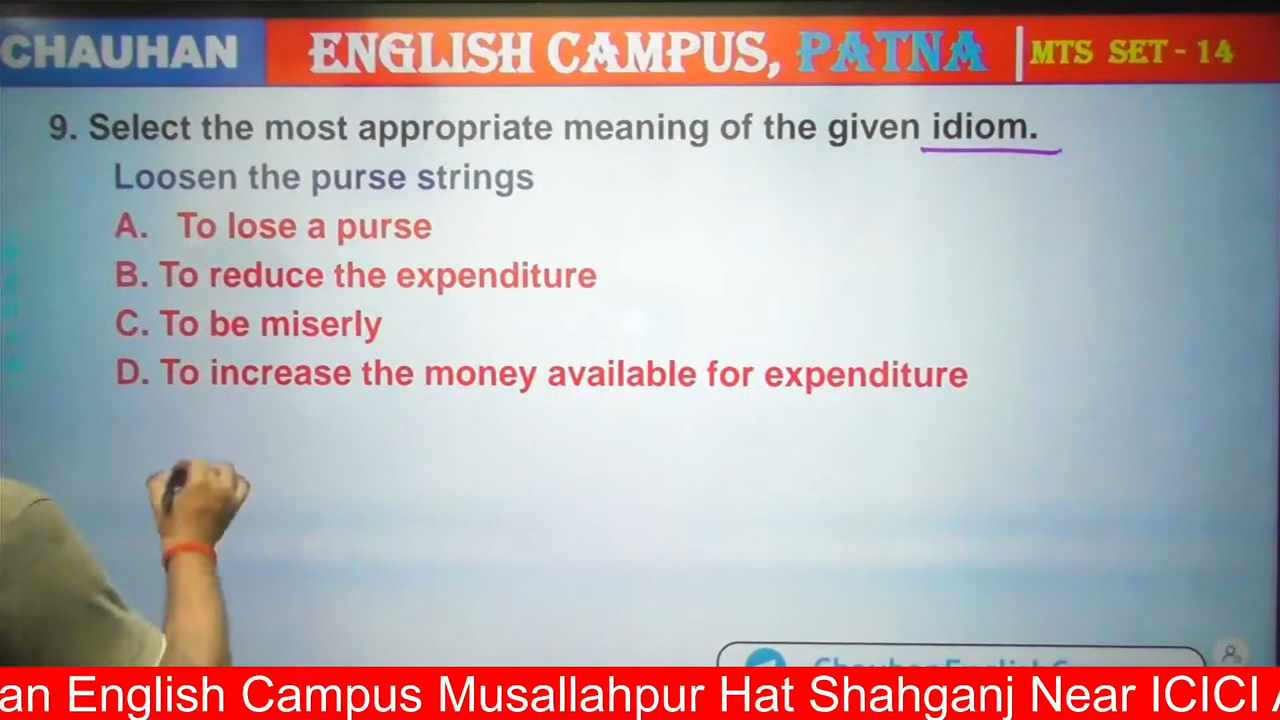 CHAUHAN ENGLISH CAMPUS, PATNA MTS SET - 14
9. Select the most appropriate meaning of the given idiom.
Loosen the purse strings
A. To lose a purse
B. To reduce the expenditure
C. To be miserly
D. To increase the money available for expenditure
an English Campus Musallahpur Hat Shahganj Near ICICI